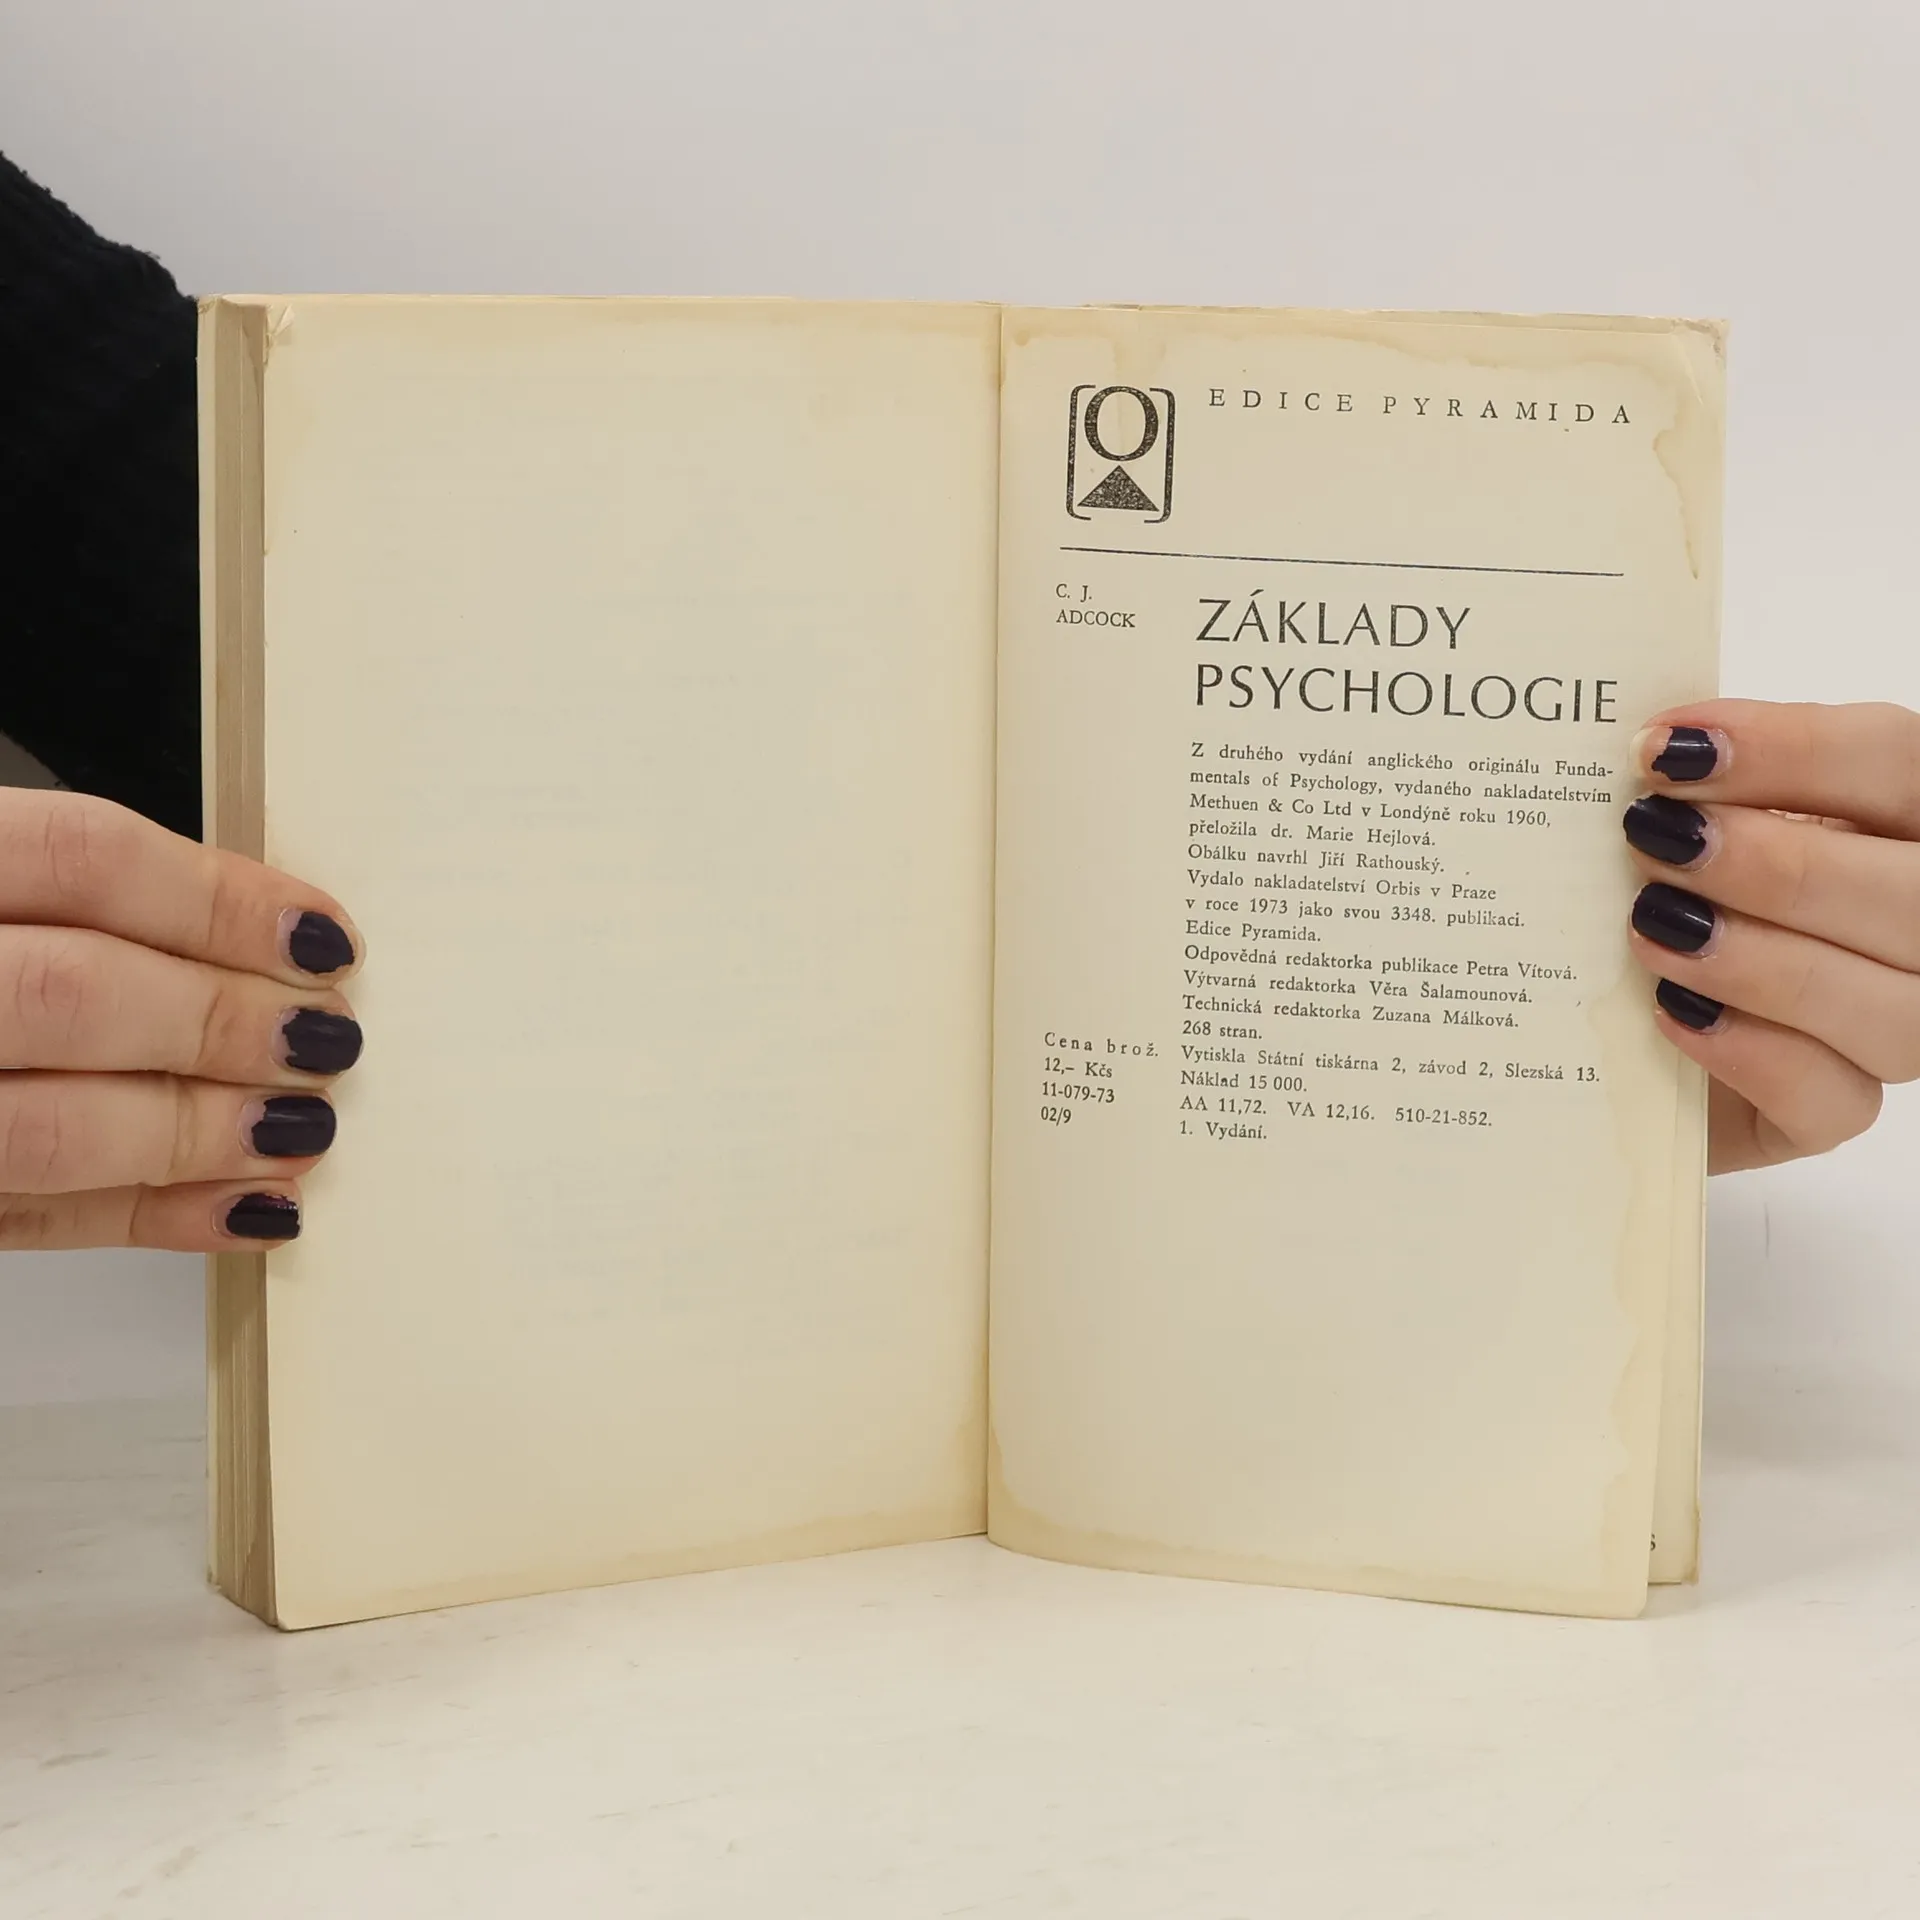 O
EDICE PYRAMIDA
C. J.
ADCOCK
ZÁKLADY
PSYCHOLOGIE
Z druhého vydání anglického originálu Funda-
mentals of Psychology, vydaného nakladatelstvím
Methuen & Co Ltd v Londýně roku 1960,
přeložila dr. Marie Hejlová.
Obálku navrhl Jiří Rathouský.
Vydalo nakladatelství Orbis v Praze
v roce 1973 jako svou 3348. publikaci.
Edice Pyramida.
Odpovědná redaktorka publikace Petra Vítová.
Výtvarná redaktorka Věra Šalamounová.
Technická redaktorka Zuzana Málková.
268 stran.
Vytiskla Státní tiskárna 2, závod 2, Slezská 13.
Náklad 15 000.
AA 11,72. VA 12,16. 510-21-852.
1. Vydání.
Cena brož.
12,– Kčs
11-079-73
02/9